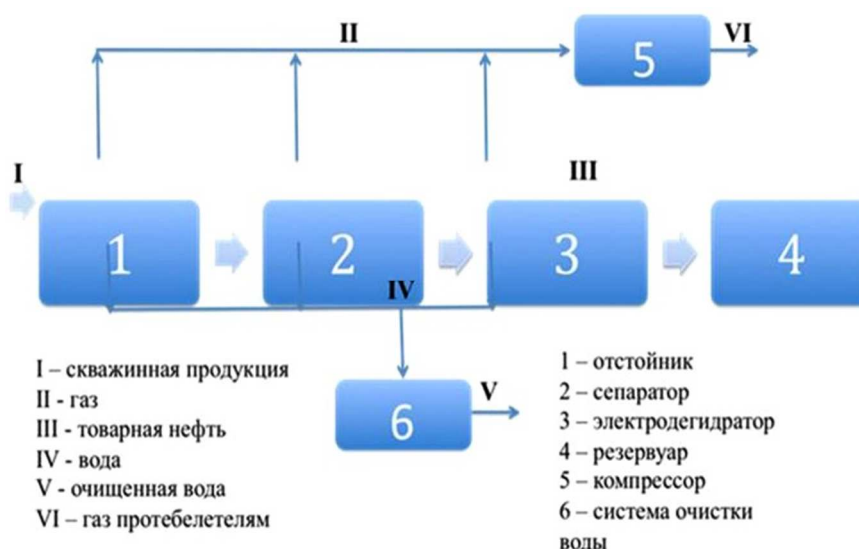 II
VI
5
I
III
1
2
3
4
IV
I – скважинная продукция
II - газ
III - товарная нефть
IV - вода
V - очищенная вода
VI – газ протебелетелям
6
V
1 – отстойник
2 – сепаратор
3 – электродегидратор
4 – резервуар
5 – компрессор
6 – система очистки
воды